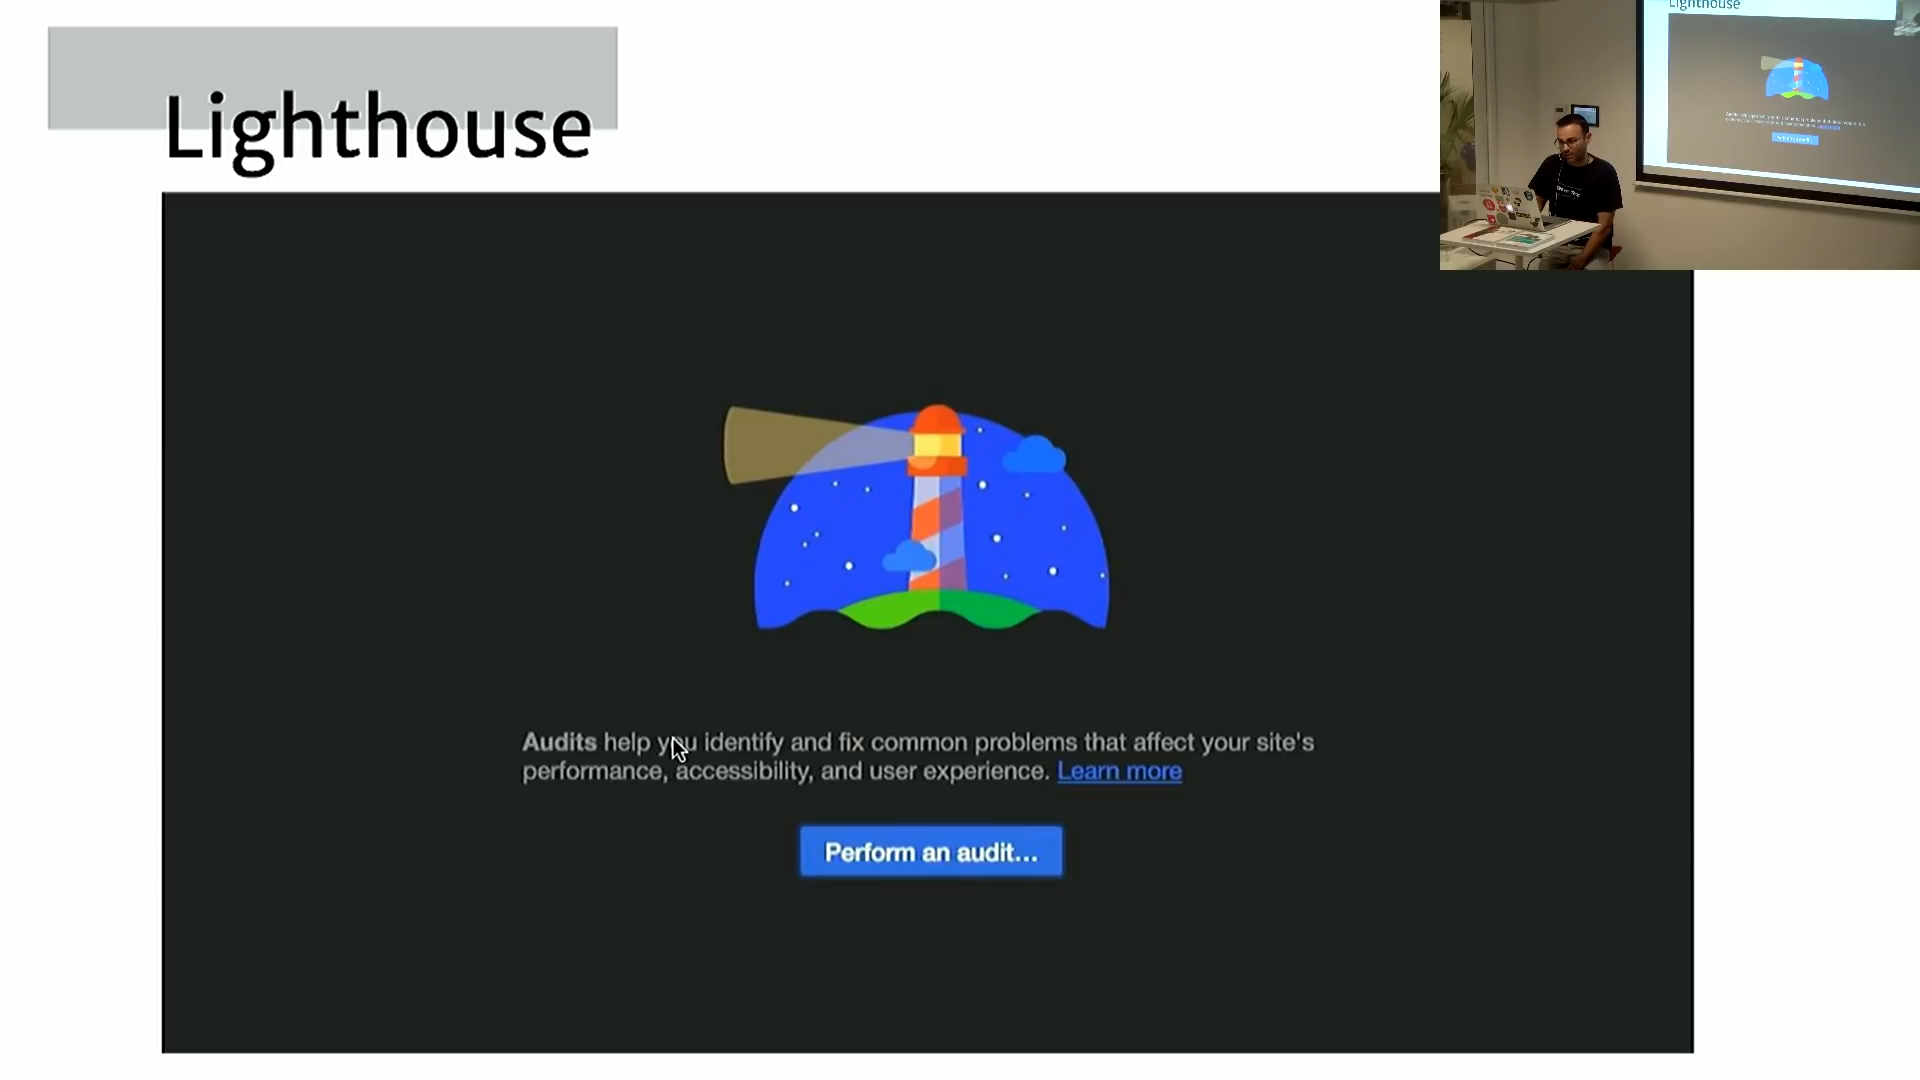 Lighthouse
Lighthouse
Audits help you identify and fix common problems that affect your site's
performance, accessibility, and user experience. Learn more
Perform an audit...